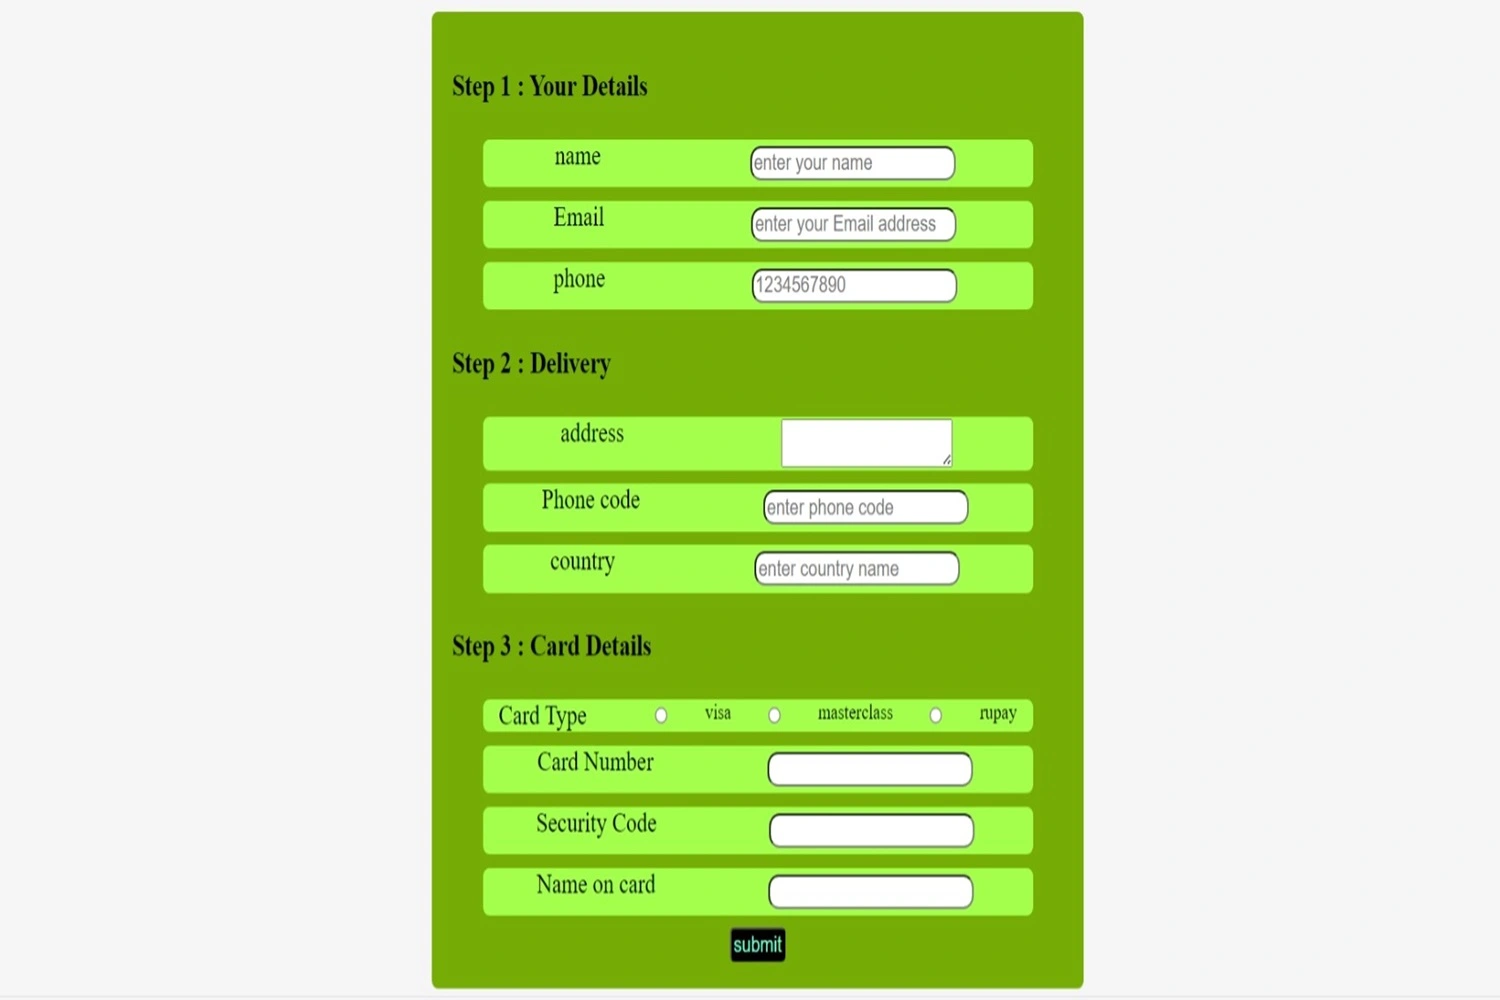 Step 1 : Your Details
name enter your name
Email enter your Email address
phone 1234567890
Step 2 : Delivery
address
Phone code enter phone code
country enter country name
Step 3 : Card Details
Card Type visa masterclass rupay
Card Number
Security Code
Name on card
submit